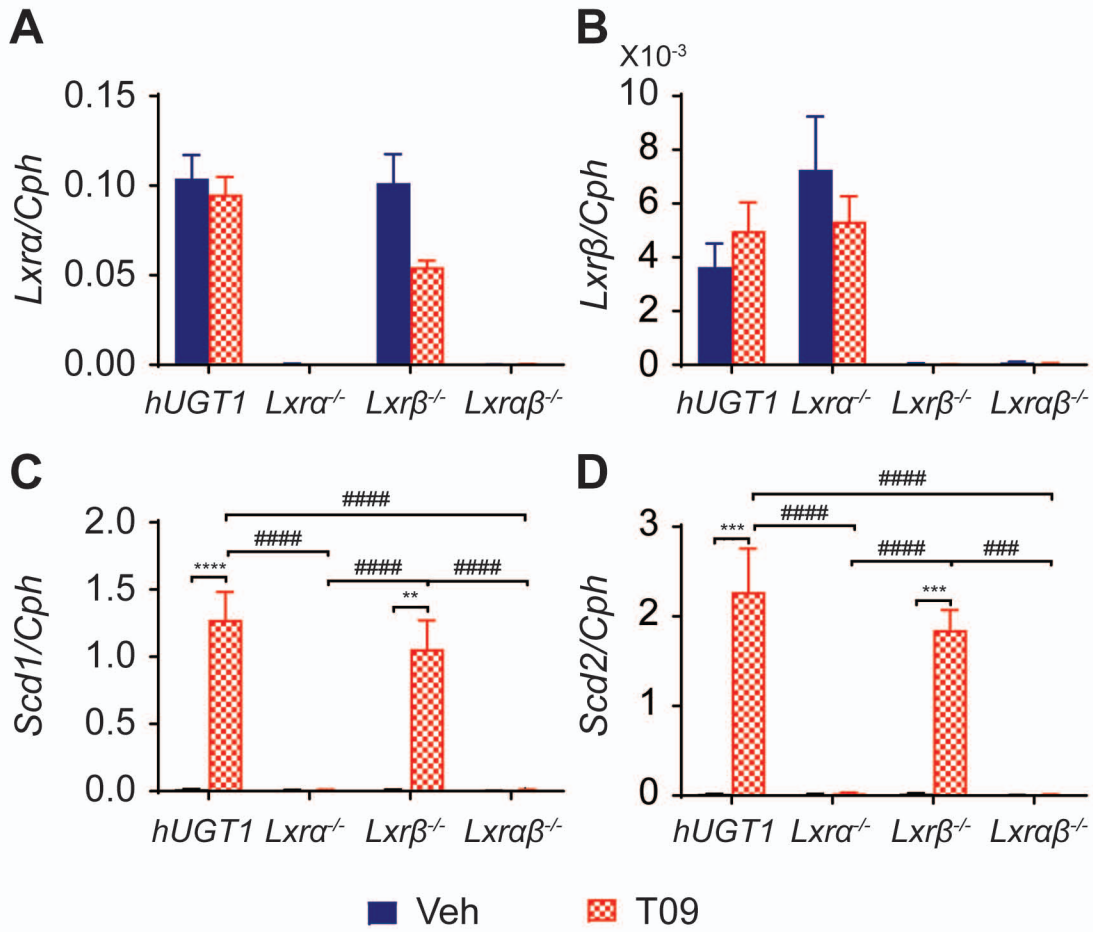 A
Lxrα/Cph
0.15
0.10
0.05
0.00
hUGT1 Lxrα-/- Lxrβ-/- Lxrαβ-/-
B
X10-3
Lxrβ/Cph
10
8
6
4
2
0
hUGT1 Lxrα-/- Lxrβ-/- Lxrαβ-/-
C
Scd1/Cph
2.0
1.5
1.0
0.5
0.0
####
####
#### ####
****
**
hUGT1 Lxrα-/- Lxrβ-/- Lxrαβ-/-
D
Scd2/Cph
3
2
1
0
####
*** ####
#### ###
***
hUGT1 Lxrα-/- Lxrβ-/- Lxrαβ-/-
Veh T09